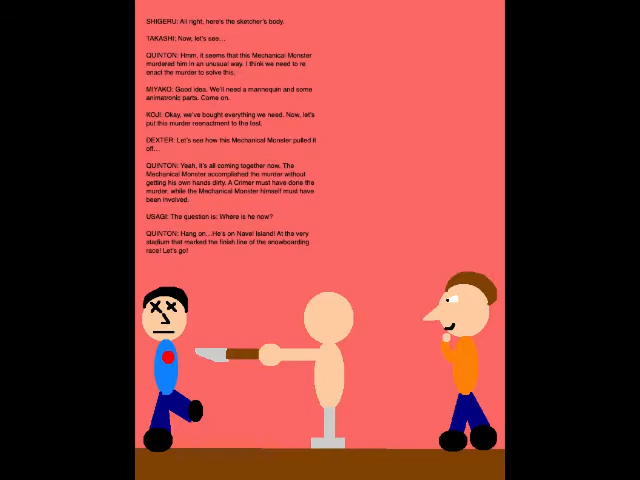 SHIGERU: All right, here's the sketcher's body.
TAKASHI: Now, let's see…
QUINTON: Hmm, it seems that this Mechanical Monster
murdered him in an unusual way. I think we need to re
enact the murder to solve this.
MIYAKO: Good idea. We'll need a mannequin and some
animatronic parts. Come on.
KOJI: Okay, we've bought everything we need. Now, let's
put this murder reenactment to the test.
DEXTER: Let's see how this Mechanical Monster pulled it
off…
QUINTON: Yeah, it's all coming together now. The
Mechanical Monster accomplished the murder without
getting his own hands dirty. A Crimer must have done the
murder, while the Mechanical Monster himself must have
been involved.
USAGI: The question is: Where is he now?
QUINTON: Hang on…He's on Navel Island! At the very
stadium that marked the finish line of the snowboarding
race! Let's go!